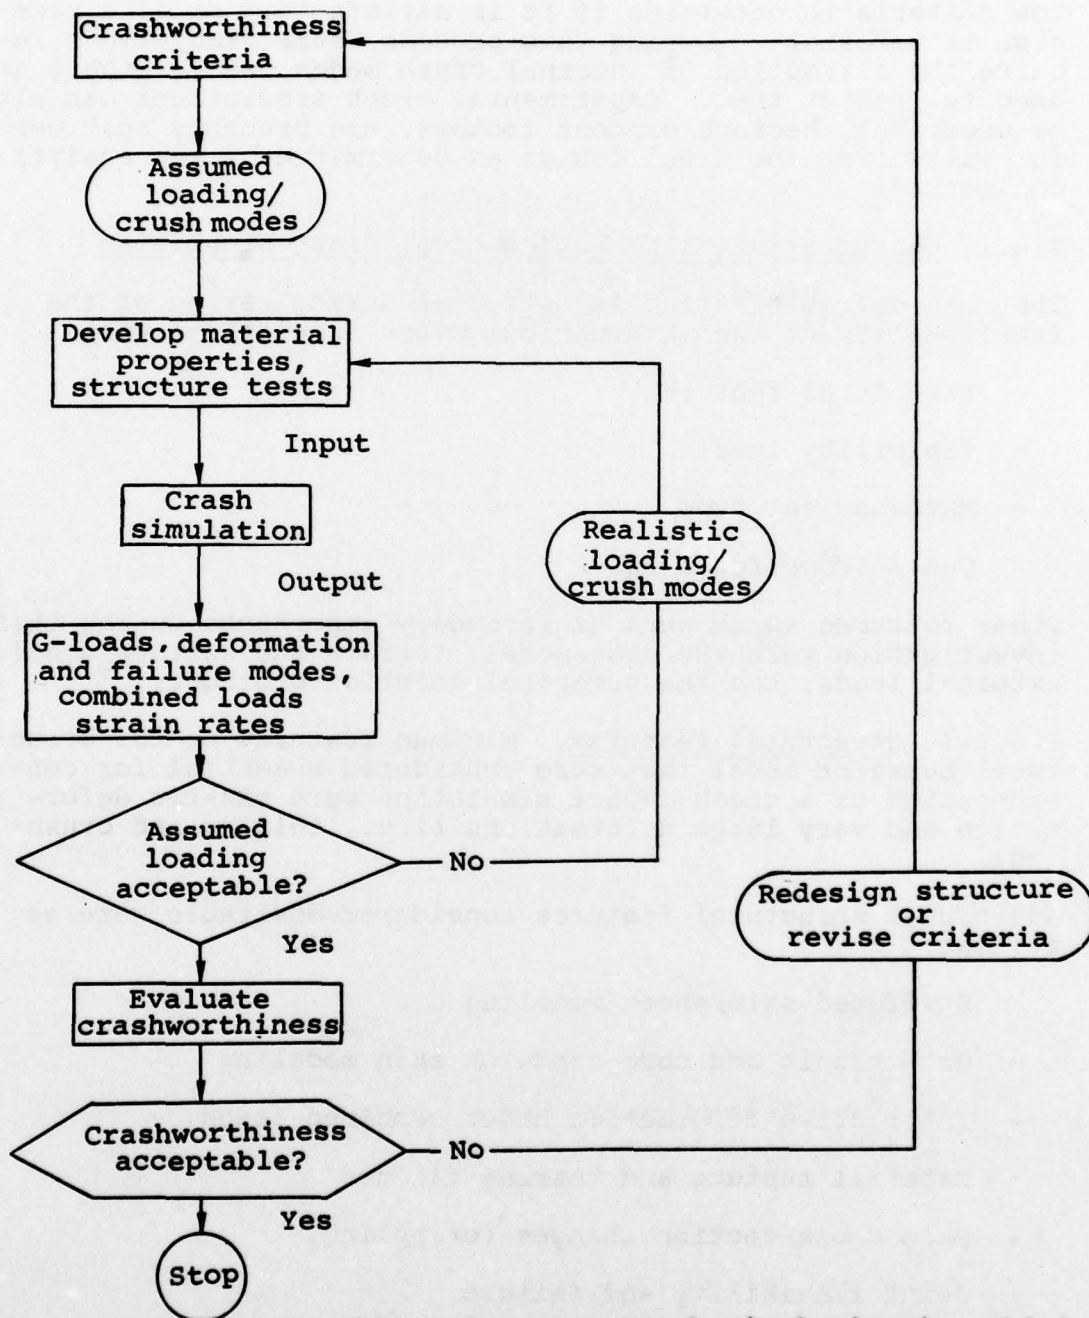 Crashworthiness
criteria
Assumed
loading/
crush modes
Develop material
properties,
structure tests
Input
Crash
simulation
Output
Realistic
loading/
crush modes
G-loads, deformation
and failure modes,
combined loads
strain rates
Assumed
loading
acceptable?
No
Yes
Redesign structure
or
revise criteria
Evaluate
crashworthiness
Crashworthiness
acceptable?
No
Yes
Stop